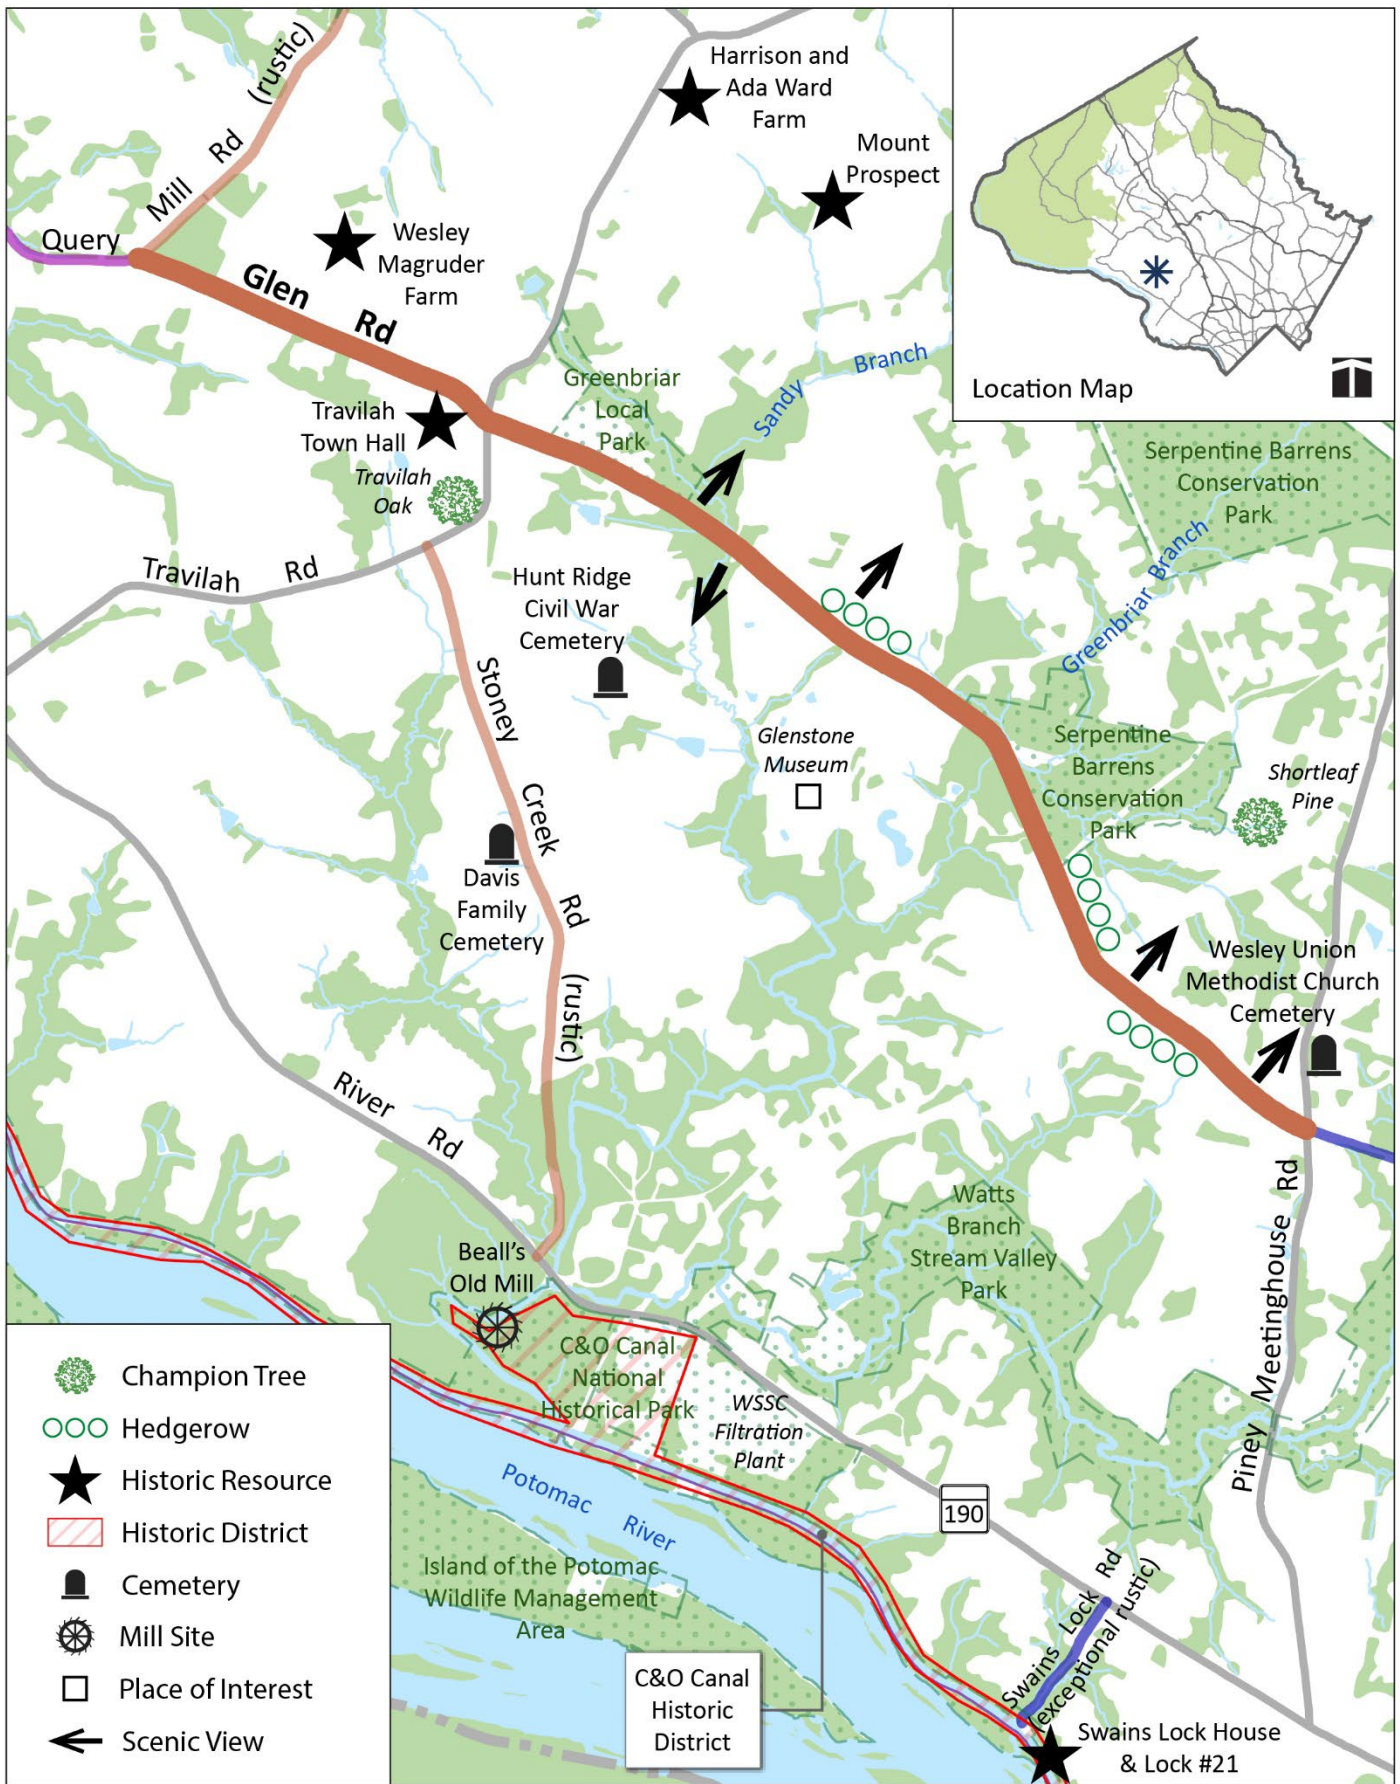 Harrison and
Ada Ward
Farm
Mount
Prospect
Query Mill Rd (rustic)
Wesley
Magruder
Farm
Glen Rd
Location Map
Travilah
Town Hall
Travilah
Oak
Greenbriar
Local
Park
Sandy Branch
Serpentine Barrens
Conservation
Park
Greenbriar Branch
Travilah Rd
Hunt Ridge
Civil War
Cemetery
Stoney Creek Rd (rustic)
Glenstone
Museum
Serpentine
Barrens
Conservation
Park
Shortleaf
Pine
Davis
Family
Cemetery
Wesley Union
Methodist Church
Cemetery
River Rd
Watts
Branch
Stream Valley
Park
Piney Meetinghouse Rd
Beall's
Old Mill
C&O Canal
National
Historical Park
WSSC
Filtration
Plant
190
Potomac River
Island of the Potomac
Wildlife Management
Area
C&O Canal
Historic
District
Swains Lock Rd
(exceptional rustic)
Swains Lock House
& Lock #21
Champion Tree
Hedgerow
Historic Resource
Historic District
Cemetery
Mill Site
Place of Interest
Scenic View